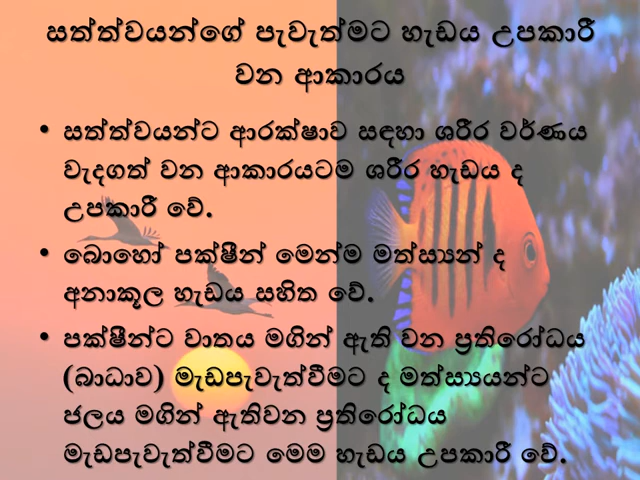 සත්ත්වයන්ගේ පැවැත්මට හැඩය උපකාරී
වන ආකාරය
• සත්ත්වයන්ට ආරක්ෂාව සඳහා ශරීර වර්ණය
වැදගත් වන ආකාරයටම ශරීර හැඩය ද
උපකාරී වේ.
• බොහෝ පක්ෂීන් මෙන්ම මත්ස්‍යන් ද
අනාකූල හැඩය සහිත වේ.
• පක්ෂීන්ට වාතය මගින් ඇති වන ප්‍රතිරෝධය
(බාධාව) මැඩපැවැත්වීමට ද මත්ස්‍යයන්ට
ජලය මගින් ඇතිවන ප්‍රතිරෝධය
මැඩපැවැත්වීමට මෙම හැඩය උපකාරී වේ.